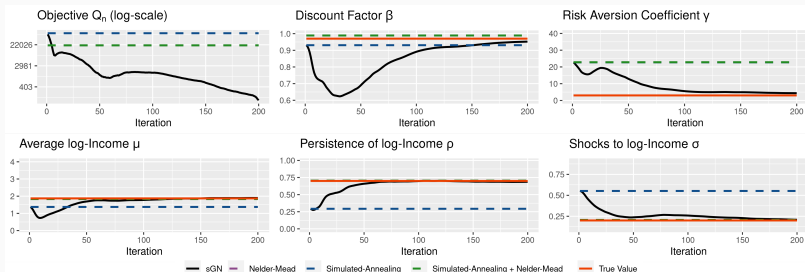 Objective Qn (log-scale)
22026
2981
403
0 50 100 150 200
Iteration
Discount Factor β
1.0
0.9
0.8
0.7
0.6
0 50 100 150 200
Iteration
Risk Aversion Coefficient γ
40
30
20
10
0
0 50 100 150 200
Iteration
Average log-Income μ
4
3
2
1
0
0 50 100 150 200
Iteration
Persistence of log-Income ρ
1.00
0.75
0.50
0.25
0.00
0 50 100 150 200
Iteration
Shocks to log-Income σ
0.75
0.50
0.25
0 50 100 150 200
Iteration
sGN Nelder-Mead Simulated-Annealing Simulated-Annealing + Nelder-Mead True Value